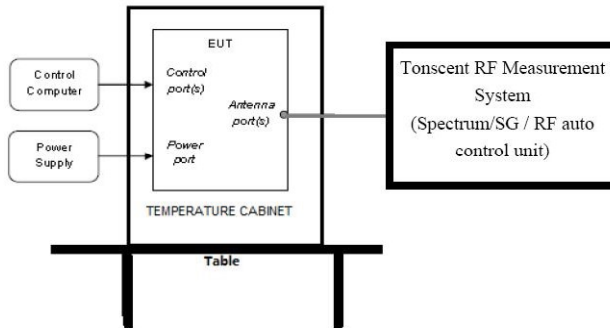 EUT
Control
Computer
Control
port(s)
Antenna
port(s)
Power
Supply
Power
port
TEMPERATURE CABINET
Table
Tonscent RF Measurement
System
(Spectrum/SG / RF auto
control unit)